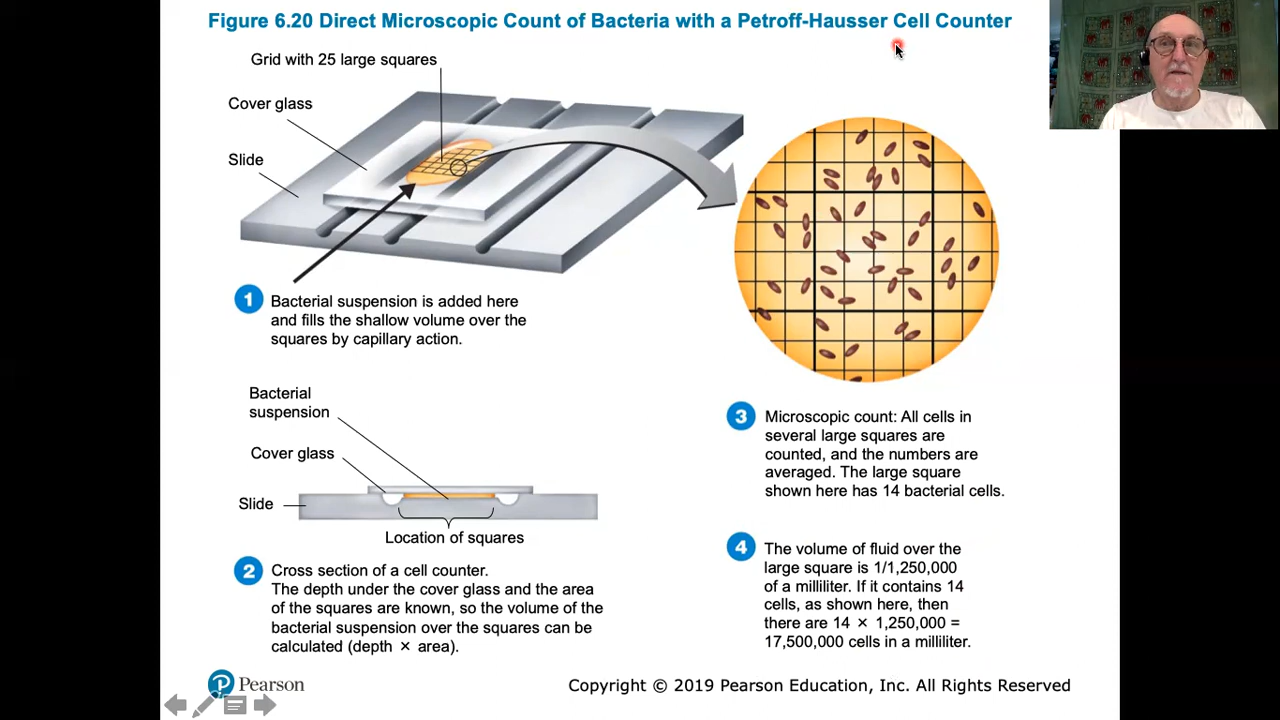 Figure 6.20 Direct Microscopic Count of Bacteria with a Petroff-Hausser Cell Counter
Grid with 25 large squares
Cover glass
Slide
1
Bacterial suspension is added here
and fills the shallow volume over the
squares by capillary action.
Bacterial
suspension
Cover glass
Slide
Location of squares
2
Cross section of a cell counter.
The depth under the cover glass and the area
of the squares are known, so the volume of the
bacterial suspension over the squares can be
calculated (depth × area).
3
Microscopic count: All cells in
several large squares are
counted, and the numbers are
averaged. The large square
shown here has 14 bacterial cells.
4
The volume of fluid over the
large square is 1/1,250,000
of a milliliter. If it contains 14
cells, as shown here, then
there are 14 × 1,250,000 =
17,500,000 cells in a milliliter.
P Pearson
Copyright © 2019 Pearson Education, Inc. All Rights Reserved